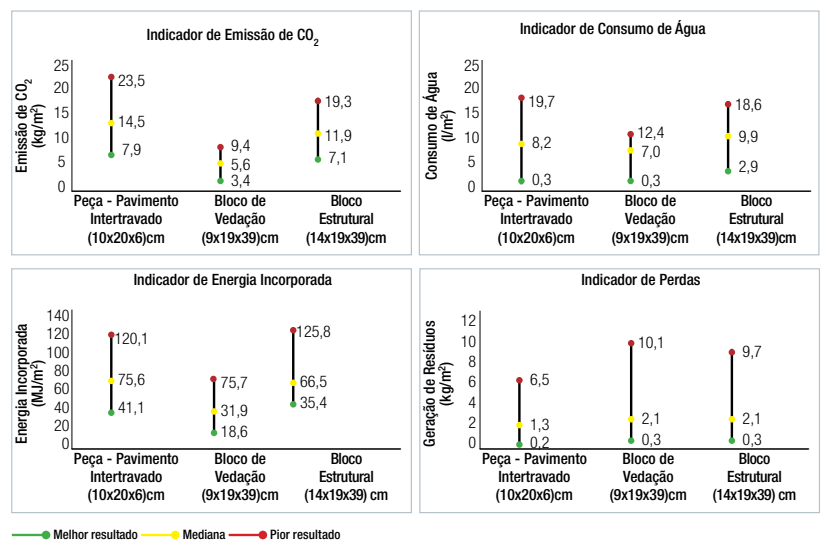 Indicador de Emissão de CO2
Emissão de CO2
(kg/m²)
25
20
15
10
5
0
23,5
14,5
7,9
9,4
5,6
3,4
19,3
11,9
7,1
Peça - Pavimento
Intertravado
(10x20x6)cm
Bloco de
Vedação
(9x19x39)cm
Bloco
Estrutural
(14x19x39)cm
Indicador de Consumo de Água
Consumo de Água
(l/m²)
25
20
15
10
5
0
19,7
8,2
0,3
12,4
7,0
0,3
18,6
9,9
2,9
Peça - Pavimento
Intertravado
(10x20x6)cm
Bloco de
Vedação
(9x19x39)cm
Bloco
Estrutural
(14x19x39)cm
Indicador de Energia Incorporada
Energia Incorporada
(MJ/m²)
140
120
100
80
60
40
20
0
120,1
75,6
41,1
75,7
31,9
18,6
125,8
66,5
35,4
Peça - Pavimento
Intertravado
(10x20x6)cm
Bloco de
Vedação
(9x19x39)cm
Bloco
Estrutural
(14x19x39) cm
Indicador de Perdas
Geração de Resíduos
(kg/m²)
12
10
8
6
4
2
0
6,5
1,3
0,2
10,1
2,1
0,3
9,7
2,1
0,3
Peça - Pavimento
Intertravado
(10x20x6)cm
Bloco de
Vedação
(9x19x39)cm
Bloco
Estrutural
(14x19x39) cm
Melhor resultado Mediana Pior resultado